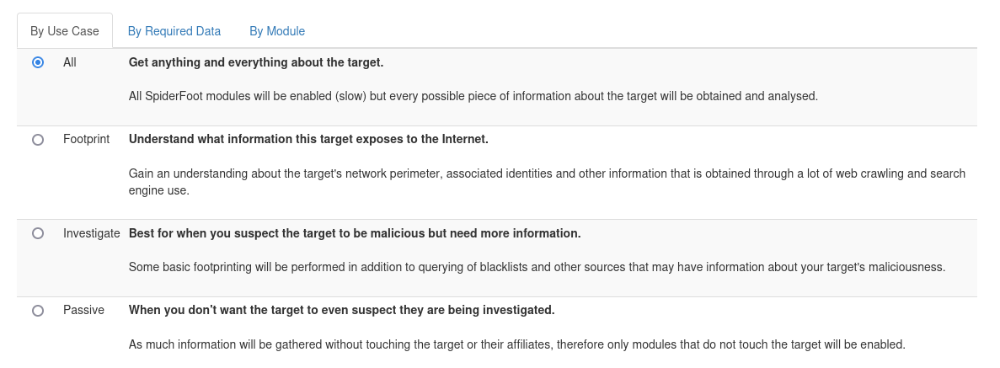 By Use Case By Required Data By Module
All Get anything and everything about the target.
All SpiderFoot modules will be enabled (slow) but every possible piece of information about the target will be obtained and analysed.
Footprint Understand what information this target exposes to the Internet.
Gain an understanding about the target's network perimeter, associated identities and other information that is obtained through a lot of web crawling and search
engine use.
Investigate Best for when you suspect the target to be malicious but need more information.
Some basic footprinting will be performed in addition to querying of blacklists and other sources that may have information about your target's maliciousness.
Passive When you don't want the target to even suspect they are being investigated.
As much information will be gathered without touching the target or their affiliates, therefore only modules that do not touch the target will be enabled.